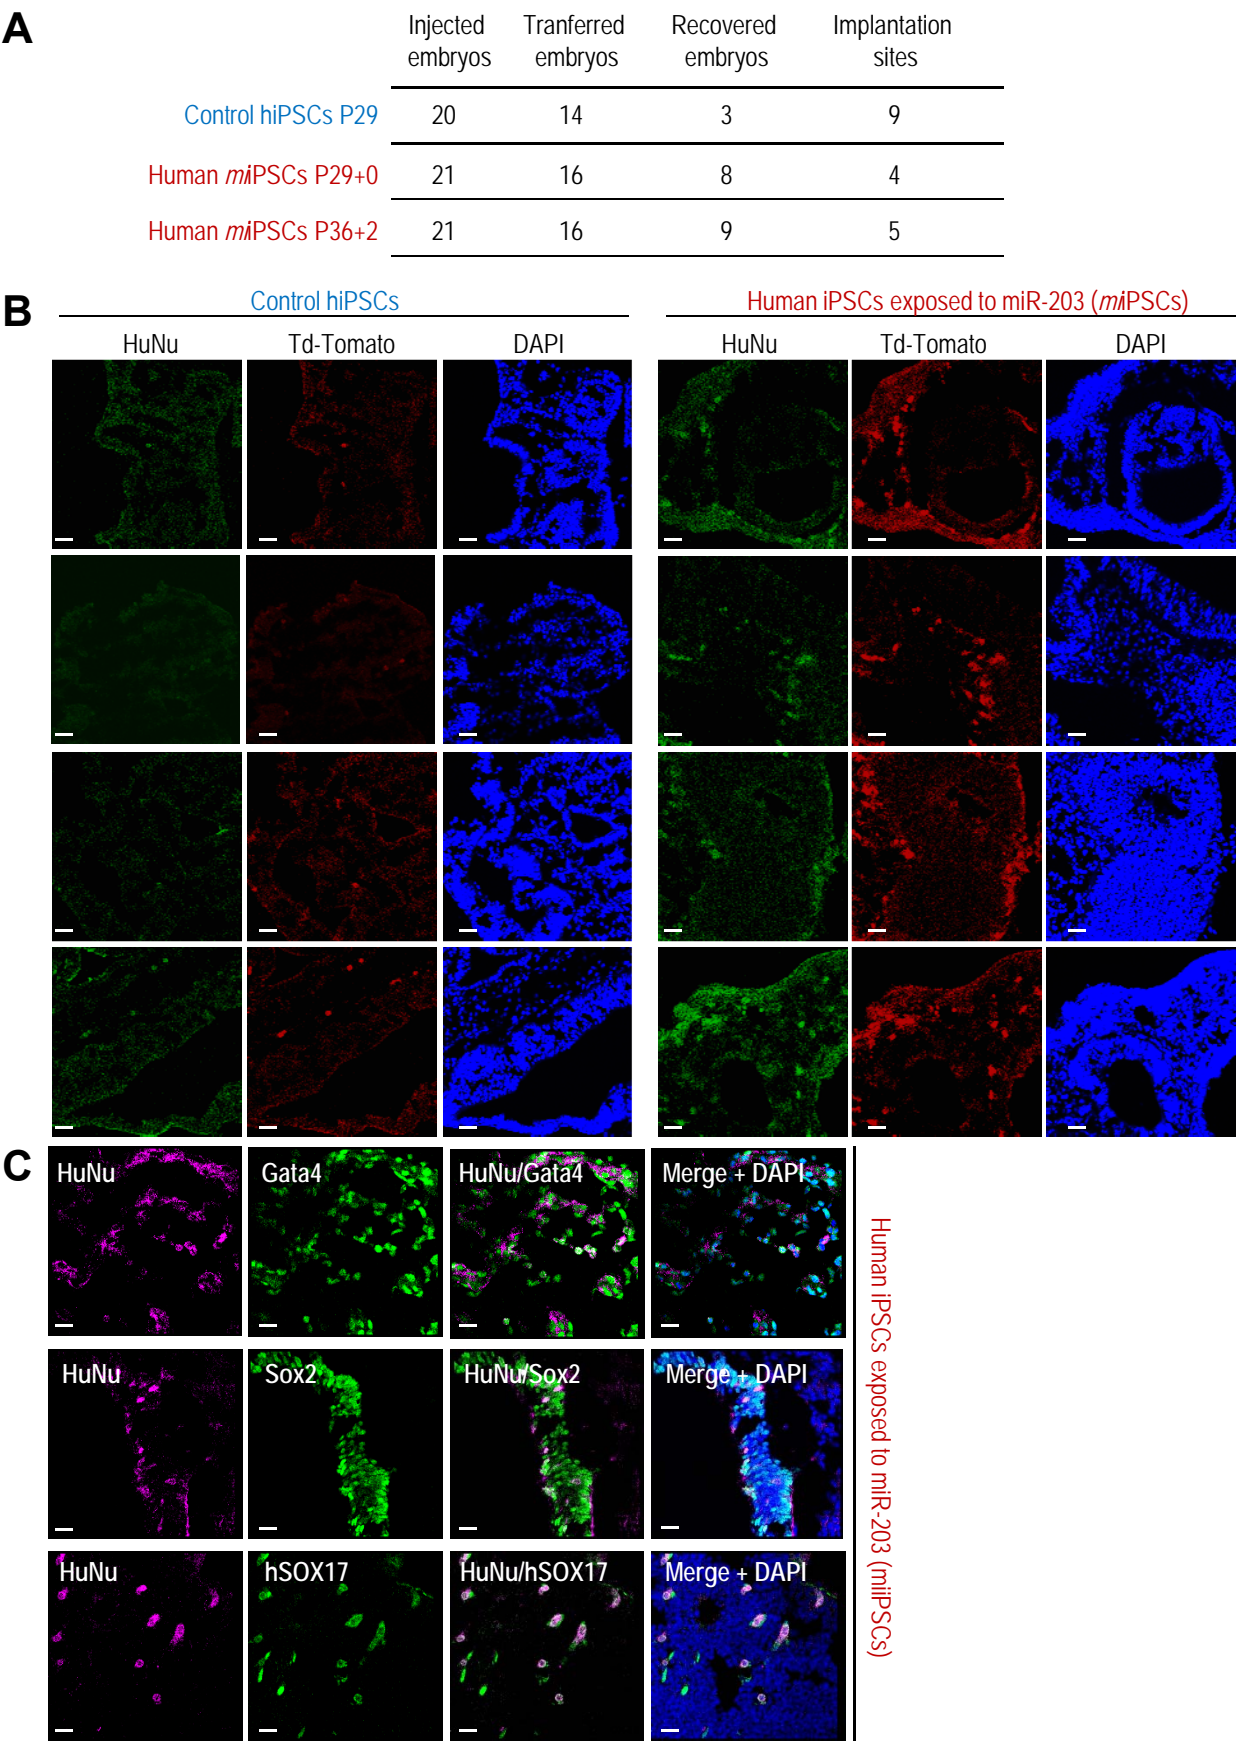 A
Injected Tranferred Recovered Implantation
embryos embryos embryos sites
Control hiPSCs P29 20 14 3 9
Human miiPSCs P29+0 21 16 8 4
Human miiPSCs P36+2 21 16 9 5
B
Control hiPSCs Human iPSCs exposed to miR-203 (miiPSCs)
HuNu Td-Tomato DAPI HuNu Td-Tomato DAPI
C
HuNu Gata4 HuNu/Gata4 Merge + DAPI
HuNu Sox2 HuNu/Sox2 Merge + DAPI
HuNu hSOX17 HuNu/hSOX17 Merge + DAPI
Human iPSCs exposed to miR-203 (miiPSCs)